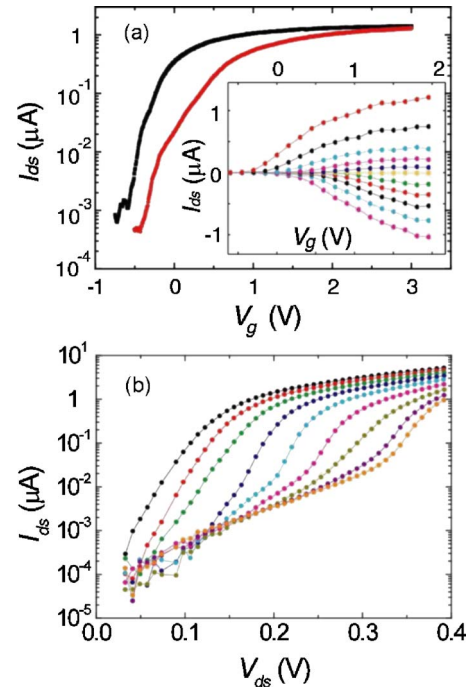 (a)
1
10⁻¹
10⁻²
10⁻³
10⁻⁴
I_ds (μA)
-1 0 1 2 3
V_g (V)
0 1 2
1
0
-1
I_ds (μA)
V_g (V)
(b)
10¹
1
10⁻¹
10⁻²
10⁻³
10⁻⁴
10⁻⁵
I_ds (μA)
0.0 0.1 0.2 0.3 0.4
V_ds (V)